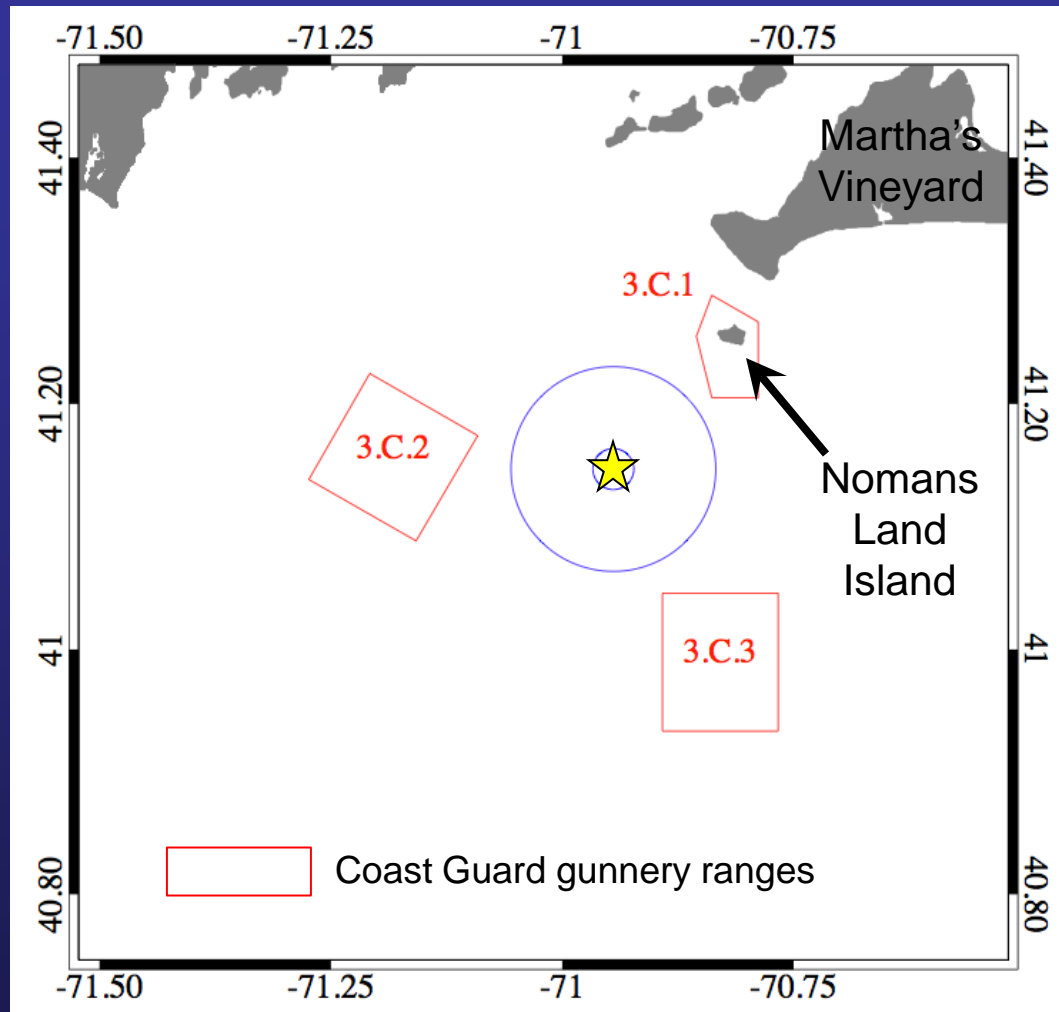 -71.50 -71.25 -71 -70.75
41.40
41.40
Martha's
Vineyard
3.C.1
41.20
41.20
3.C.2
Nomans
Land
Island
41
41
3.C.3
40.80
40.80
Coast Guard gunnery ranges
-71.50 -71.25 -71 -70.75